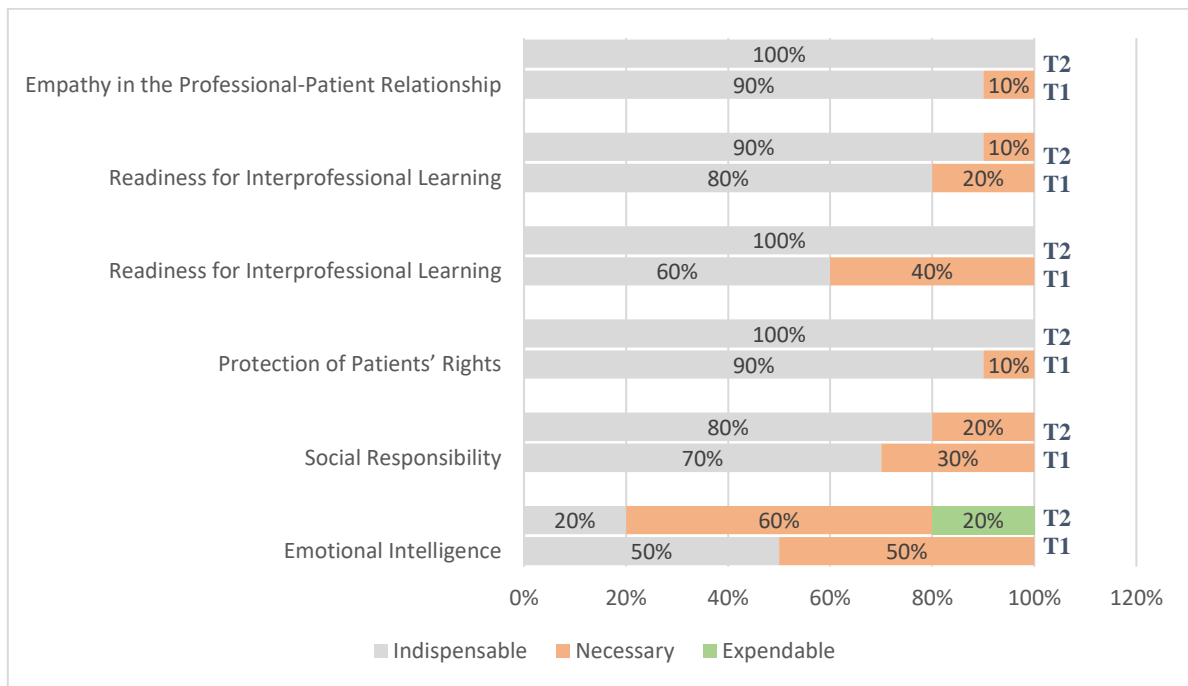 100% T2
Empathy in the Professional-Patient Relationship 90% 10% T1
90% 10% T2
Readiness for Interprofessional Learning 80% 20% T1
100% T2
Readiness for Interprofessional Learning 60% 40% T1
100% T2
Protection of Patients’ Rights 90% 10% T1
80% 20% T2
Social Responsibility 70% 30% T1
20% 60% 20% T2
Emotional Intelligence 50% 50% T1
0% 20% 40% 60% 80% 100% 120%
Indispensable Necessary Expendable